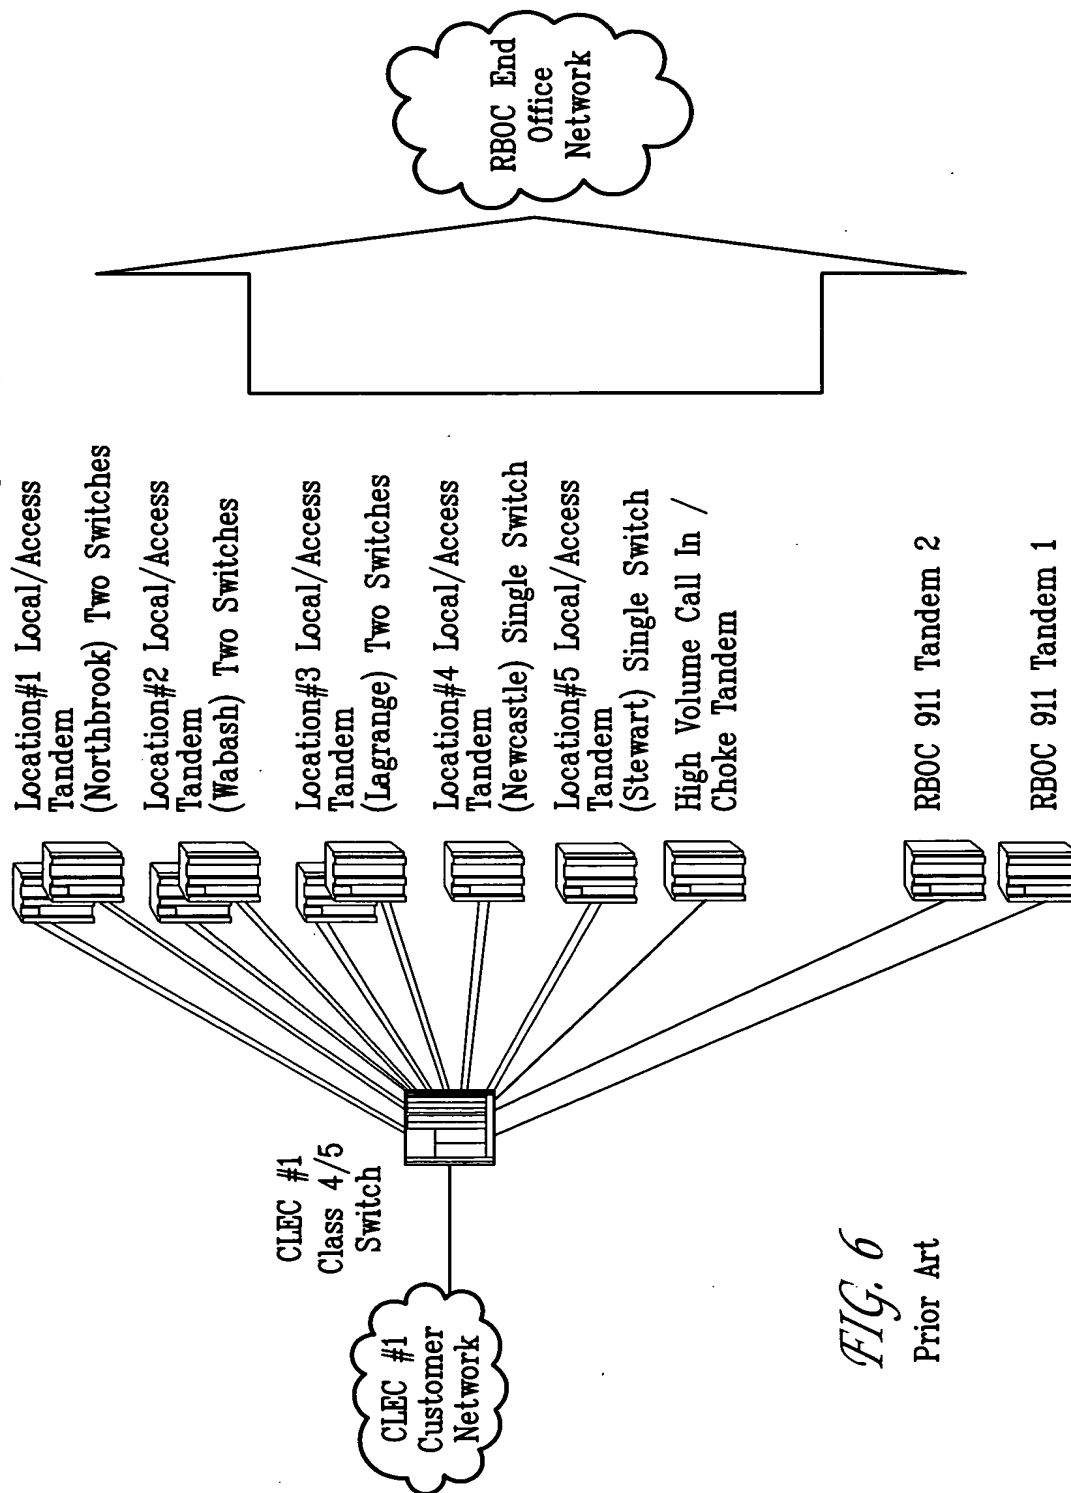 CLEC #1
Customer
Network
CLEC #1
Class 4/5
Switch
Location#1 Local/Access
Tandem
(Northbrook) Two Switches
Location#2 Local/Access
Tandem
(Wabash) Two Switches
Location#3 Local/Access
Tandem
(Lagrange) Two Switches
Location#4 Local/Access
Tandem
(Newcastle) Single Switch
Location#5 Local/Access
Tandem
(Stewart) Single Switch
High Volume Call In /
Choke Tandem
RBOC 911 Tandem 2
RBOC 911 Tandem 1
RBOC End
Office
Network
FIG. 6
Prior Art